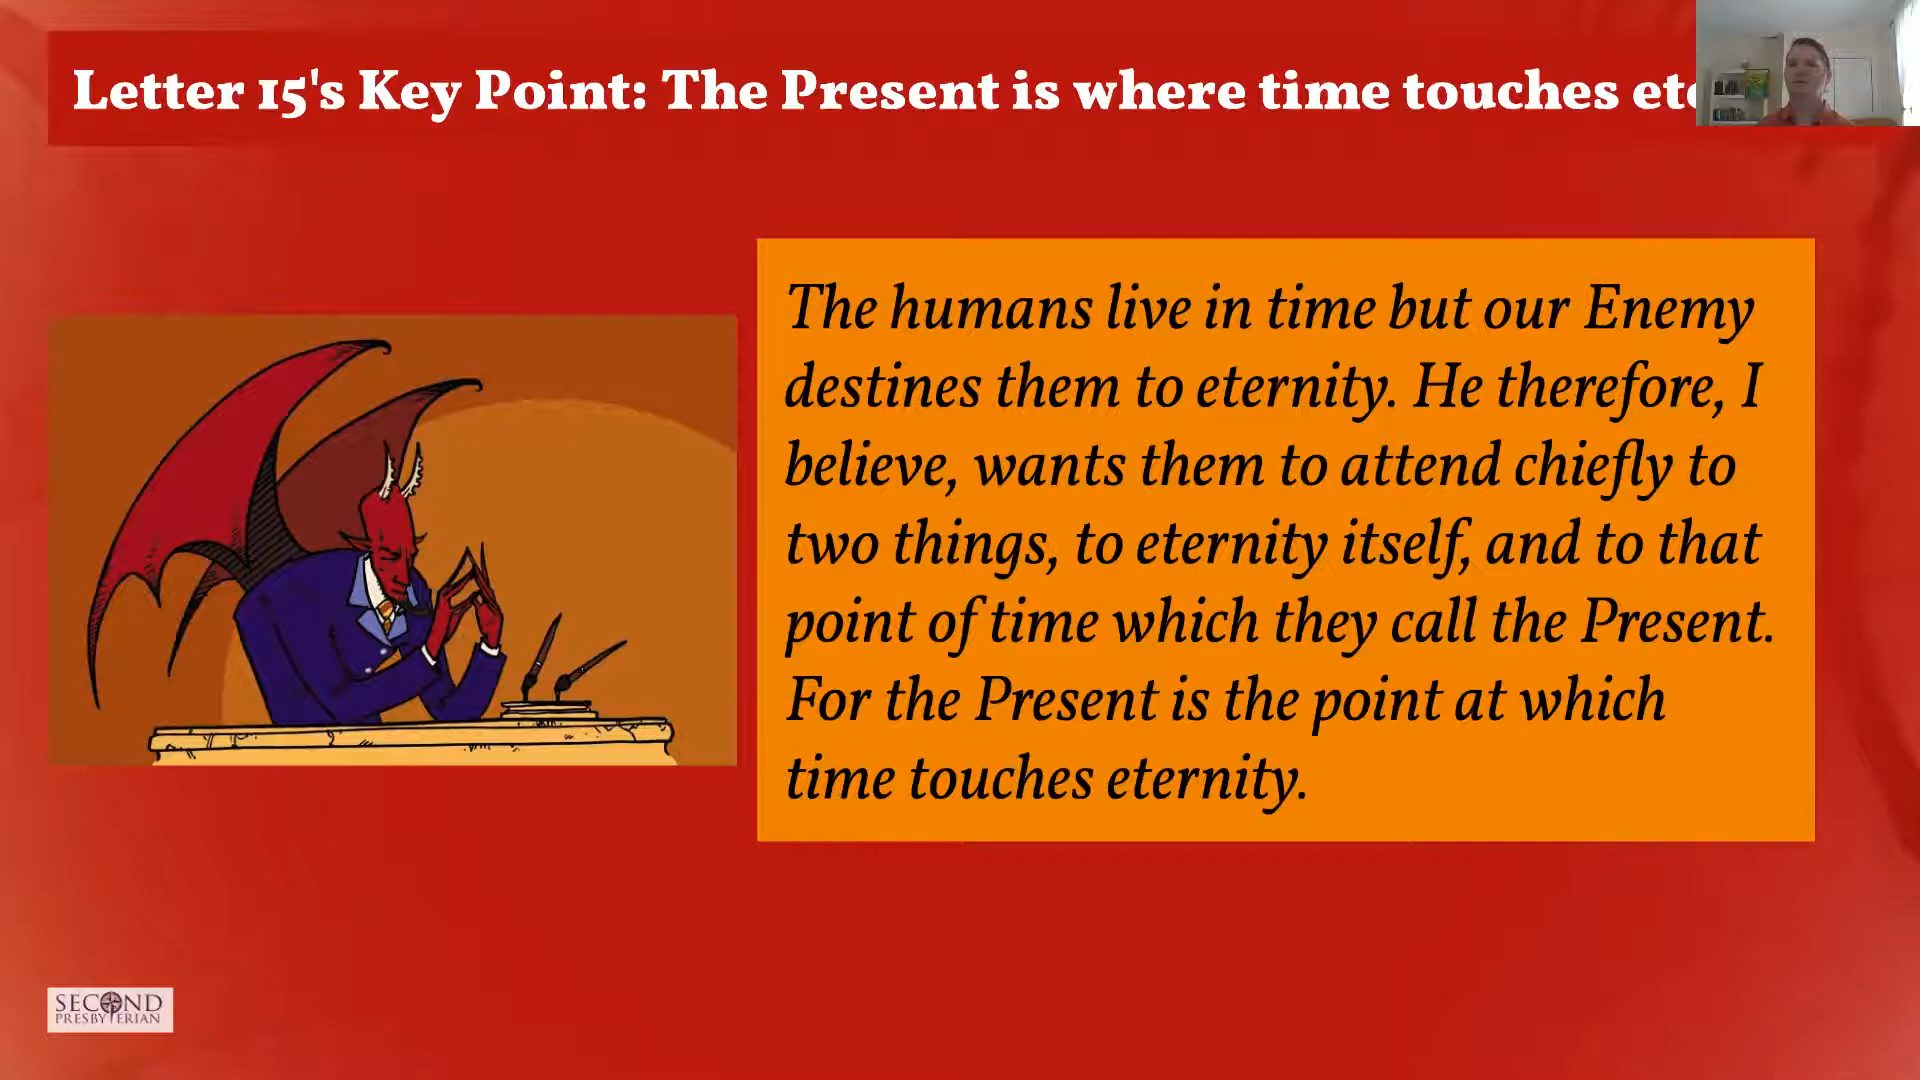 Letter 15's Key Point: The Present is where time touches
The humans live in time but our Enemy
destines them to eternity. He therefore, I
believe, wants them to attend chiefly to
two things, to eternity itself, and to that
point of time which they call the Present.
For the Present is the point at which
time touches eternity.
SECOND
PRESBYTERIAN